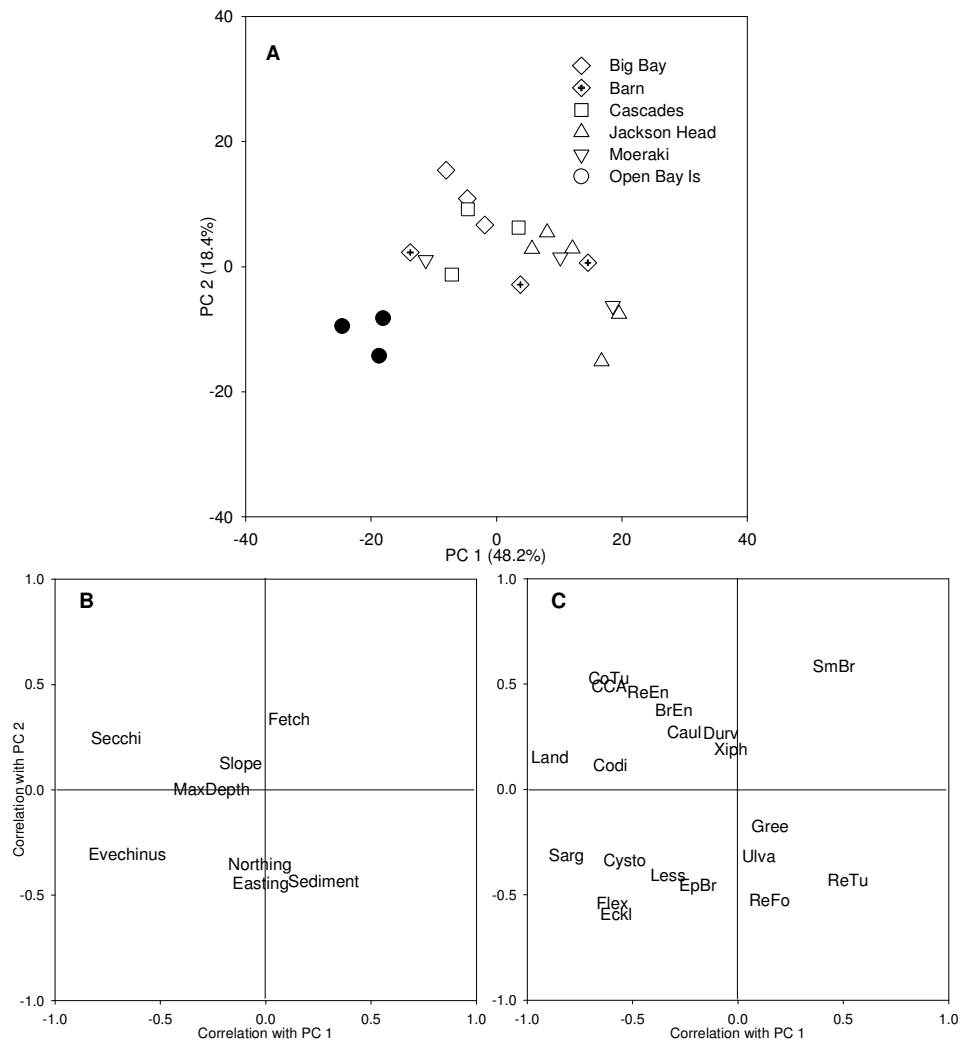 40
A
Big Bay
Barn
Cascades
Jackson Head
Moeraki
Open Bay Is
20
0
-20
-40
PC 2 (18.4%)
-40 -20 0 20 40
PC 1 (48.2%)
1.0
B
0.5
Fetch
Secchi
Slope
MaxDepth
0.0
Evechinus
Northing
Easting
Sediment
-0.5
-1.0
Correlation with PC 2
-1.0 -0.5 0.0 0.5 1.0
Correlation with PC 1
1.0
C
SmBr
0.5
CoTu
CCA
ReEn
BrEn
Caul
Durv
Xiph
Land
Codi
0.0
Gree
Sarg
Cysto
Ulva
Less
EpBr
ReTu
-0.5
Flex
Eckl
ReFo
-1.0
-1.0 -0.5 0.0 0.5 1.0
Correlation with PC 1